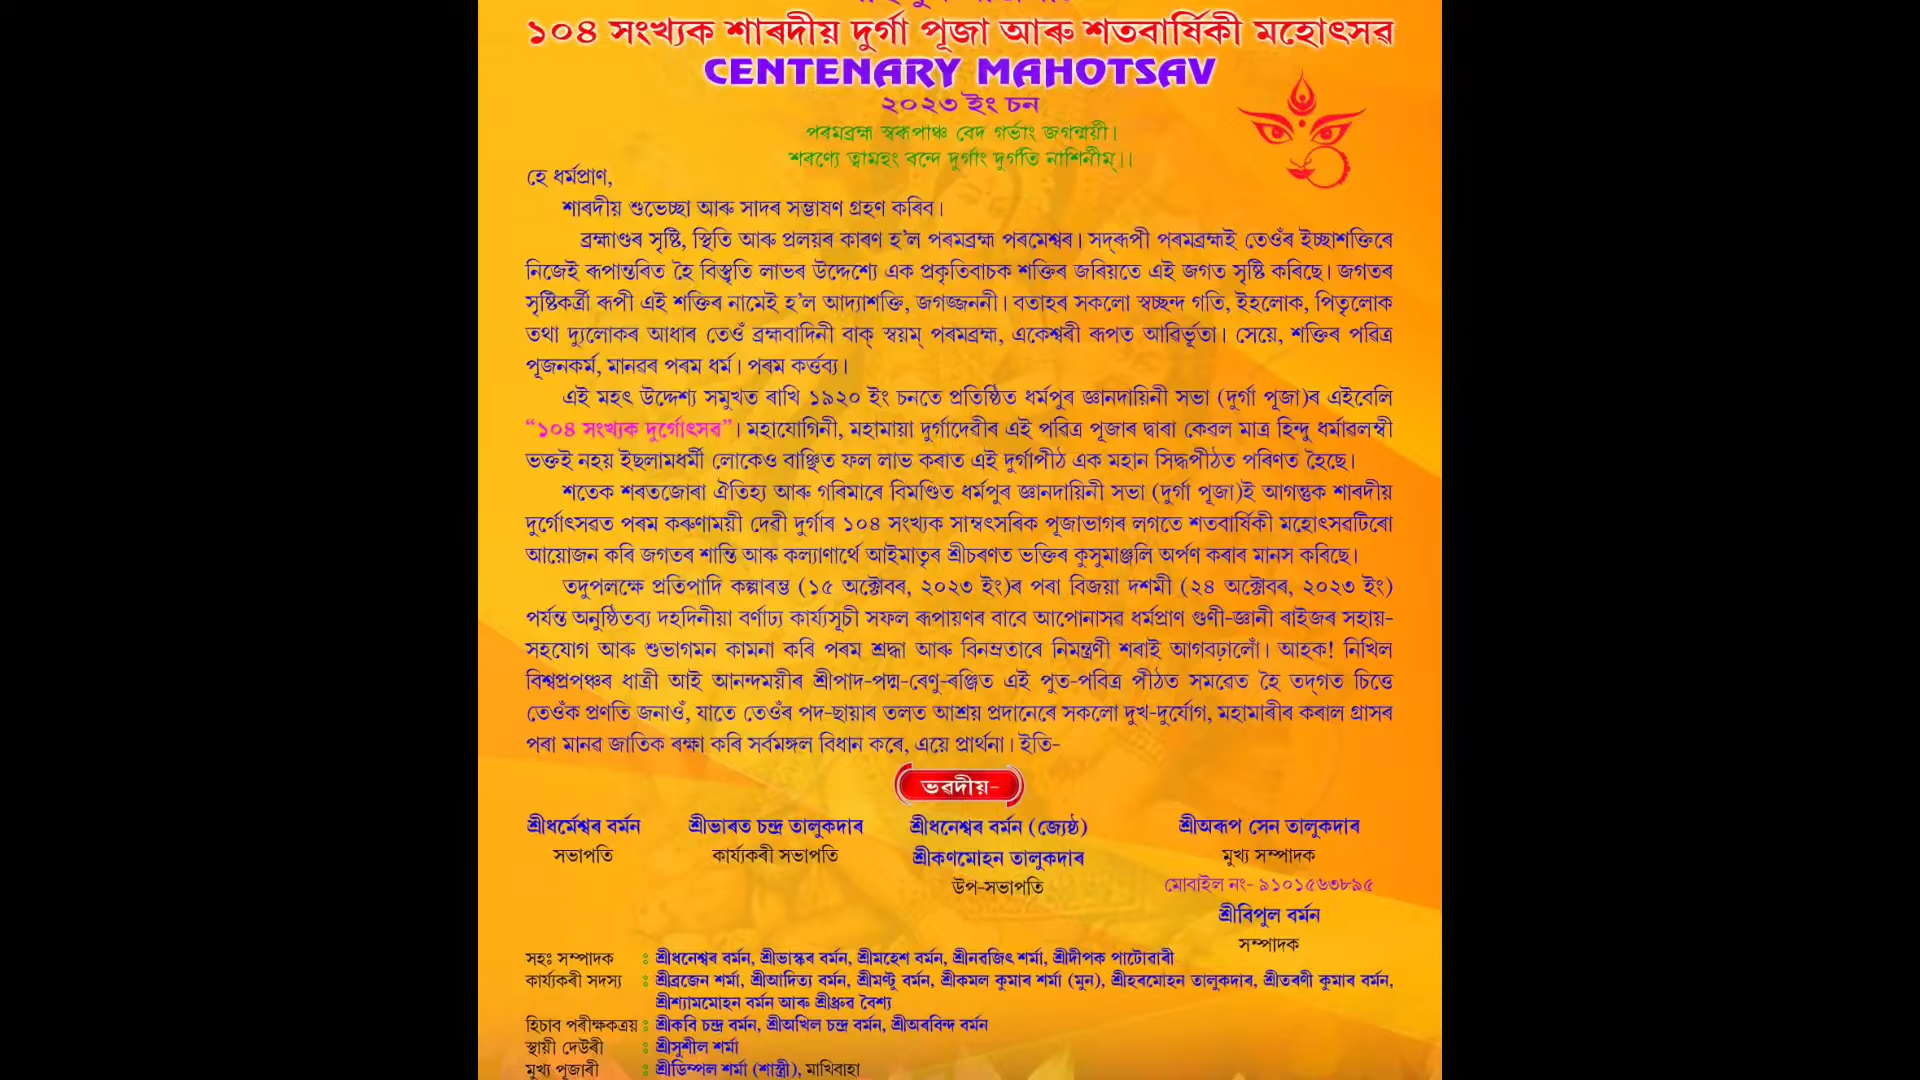 ১০৪ সংখ্যক শাৰদীয় দুৰ্গা পূজা আৰু শতবাৰ্ষিকী মহোৎসৱ
CENTENARY MAHOTSAV
২০২৩ ইং চন
পৰমব্ৰহ্ম স্বৰূপাঞ্চ বেদ গৰ্ভাং জগন্ময়ী।
শৰণ্যে ত্বামহং বন্দে দুৰ্গাং দুৰ্গতি নাশিনীম্।।
হে ধৰ্মপ্ৰাণ,
শাৰদীয় শুভেচ্ছা আৰু সাদৰ সম্ভাষণ গ্ৰহণ কৰিব।
ব্ৰহ্মাণ্ডৰ সৃষ্টি, স্থিতি আৰু প্ৰলয়ৰ কাৰণ হ’ল পৰমব্ৰহ্ম পৰমেশ্বৰ। সদ্‌ৰূপী পৰমব্ৰহ্মই তেওঁৰ ইচ্ছাশক্তিৰে
নিজেই ৰূপান্তৰিত হৈ বিস্তৃতি লাভৰ উদ্দেশ্যে এক প্ৰকৃতিবাচক শক্তিৰ জৰিয়তে এই জগত সৃষ্টি কৰিছে। জগতৰ
সৃষ্টিকৰ্ত্ৰী ৰূপী এই শক্তিৰ নামেই হ’ল আদ্যাশক্তি, জগজ্জননী। বতাহৰ সকলো স্বচ্ছন্দ গতি, ইহলোক, পিতৃলোক
তথা দ্যুলোকৰ আধাৰ তেওঁ ব্ৰহ্মবাদিনী বাক্ স্বয়ম্ পৰমব্ৰহ্ম, একেশ্বৰী ৰূপত আৱিৰ্ভূতা। সেয়ে, শক্তিৰ পৱিত্ৰ
পূজনকৰ্ম, মানৱৰ পৰম ধৰ্ম। পৰম কৰ্ত্তব্য।
এই মহৎ উদ্দেশ্য সমুখত ৰাখি ১৯২০ ইং চনতে প্ৰতিষ্ঠিত ধৰ্মপুৰ জ্ঞানদায়িনী সভা (দুৰ্গা পূজা)ৰ এইবেলি
“১০৪ সংখ্যক দুৰ্গোৎসৱ”। মহাযোগিনী, মহামায়া দুৰ্গাদেৱীৰ এই পৱিত্ৰ পূজাৰ দ্বাৰা কেৱল মাত্ৰ হিন্দু ধৰ্মাৱলম্বী
ভক্তই নহয় ইছলামধৰ্মী লোকেও বাঞ্ছিত ফল লাভ কৰাত এই দুৰ্গাপীঠ এক মহান সিদ্ধপীঠত পৰিণত হৈছে।
শতেক শৰতজোৰা ঐতিহ্য আৰু গৰিমাৰে বিমণ্ডিত ধৰ্মপুৰ জ্ঞানদায়িনী সভা (দুৰ্গা পূজা)ই আগন্তুক শাৰদীয়
দুৰ্গোৎসৱত পৰম কৰুণাময়ী দেৱী দুৰ্গাৰ ১০৪ সংখ্যক সাম্বৎসৰিক পূজাভাগৰ লগতে শতবাৰ্ষিকী মহোৎসৱটিৰো
আয়োজন কৰি জগতৰ শান্তি আৰু কল্যাণাৰ্থে আইমাতৃৰ শ্ৰীচৰণত ভক্তিৰ কুসুমাঞ্জলি অৰ্পণ কৰাৰ মানস কৰিছে।
তদুপলক্ষে প্ৰতিপাদি কল্পাৰম্ভ (১৫ অক্টোবৰ, ২০২৩ ইং)ৰ পৰা বিজয়া দশমী (২৪ অক্টোবৰ, ২০২৩ ইং)
পৰ্যন্ত অনুষ্ঠিতব্য দহদিনীয়া বৰ্ণাঢ্য কাৰ্য্যসূচী সফল ৰূপায়ণৰ বাবে আপোনাসৱ ধৰ্মপ্ৰাণ গুণী-জ্ঞানী ৰাইজৰ সহায়-
সহযোগ আৰু শুভাগমন কামনা কৰি পৰম শ্ৰদ্ধা আৰু বিনম্ৰতাৰে নিমন্ত্ৰণী শৰাই আগবঢ়ালোঁ। আহক! নিখিল
বিশ্বপ্ৰপঞ্চৰ ধাত্ৰী আই আনন্দময়ীৰ শ্ৰীপাদ-পদ্ম-ৰেণু-ৰঞ্জিত এই পুত-পবিত্ৰ পীঠত সমৱেত হৈ তদ্‌গত চিত্তে
তেওঁক প্ৰণতি জনাওঁ, যাতে তেওঁৰ পদ-ছায়াৰ তলত আশ্ৰয় প্ৰদানেৰে সকলো দুখ-দুৰ্যোগ, মহামাৰীৰ কৰাল গ্ৰাসৰ
পৰা মানৱ জাতিক ৰক্ষা কৰি সৰ্বমঙ্গল বিধান কৰে, এয়ে প্ৰাৰ্থনা। ইতি-
ভৱদীয়-
শ্ৰীধৰ্মেশ্বৰ বৰ্মন
সভাপতি
শ্ৰীভাৰত চন্দ্ৰ তালুকদাৰ
কাৰ্য্যকৰী সভাপতি
শ্ৰীধনেশ্বৰ বৰ্মন (জ্যেষ্ঠ)
শ্ৰীকণমোহন তালুকদাৰ
উপ-সভাপতি
শ্ৰীঅৰূপ সেন তালুকদাৰ
মুখ্য সম্পাদক
মোবাইল নং- ৯১০১৫৬৩৮৯৫
শ্ৰীবিপুল বৰ্মন
সম্পাদক
সহঃ সম্পাদক : শ্ৰীধনেশ্বৰ বৰ্মন, শ্ৰীভাস্কৰ বৰ্মন, শ্ৰীমহেশ বৰ্মন, শ্ৰীনৱজিৎ শৰ্মা, শ্ৰীদীপক পাটোৱাৰী
কাৰ্য্যকৰী সদস্য : শ্ৰীব্ৰজেন শৰ্মা, শ্ৰীআদিত্য বৰ্মন, শ্ৰীমণ্টু বৰ্মন, শ্ৰীকমল কুমাৰ শৰ্মা (মুন), শ্ৰীহৰমোহন তালুকদাৰ, শ্ৰীতৰণী কুমাৰ বৰ্মন,
শ্ৰীশ্যামমোহন বৰ্মন আৰু শ্ৰীধ্ৰুৱ বৈশ্য
হিচাব পৰীক্ষকত্ৰয় : শ্ৰীকবি চন্দ্ৰ বৰ্মন, শ্ৰীঅখিল চন্দ্ৰ বৰ্মন, শ্ৰীঅৰবিন্দ বৰ্মন
স্থায়ী দেউৰী : শ্ৰীসুশীল শৰ্মা
মুখ্য পূজাৰী : শ্ৰীডিম্পল শৰ্মা (শাস্ত্ৰী), মাখিবাহা